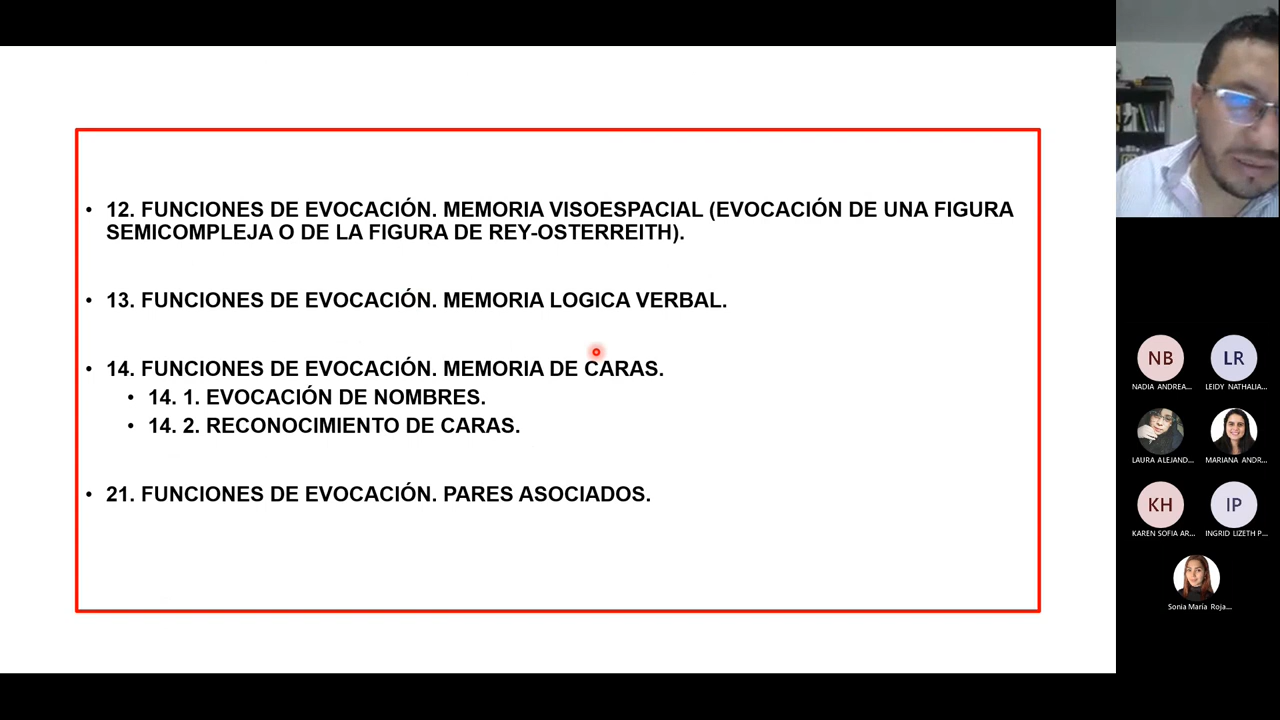 • 12. FUNCIONES DE EVOCACIÓN. MEMORIA VISOESPACIAL (EVOCACIÓN DE UNA FIGURA
SEMICOMPLEJA O DE LA FIGURA DE REY-OSTERREITH).
• 13. FUNCIONES DE EVOCACIÓN. MEMORIA LOGICA VERBAL.
• 14. FUNCIONES DE EVOCACIÓN. MEMORIA DE CARAS.
• 14. 1. EVOCACIÓN DE NOMBRES.
• 14. 2. RECONOCIMIENTO DE CARAS.
• 21. FUNCIONES DE EVOCACIÓN. PARES ASOCIADOS.
NB
NADIA ANDREA...
LR
LEIDY NATHALIA...
LAURA ALEJAND...
MARIANA ANDR...
KH
KAREN SOFIA AR...
IP
INGRID LIZETH P...
Sonia María Roja...